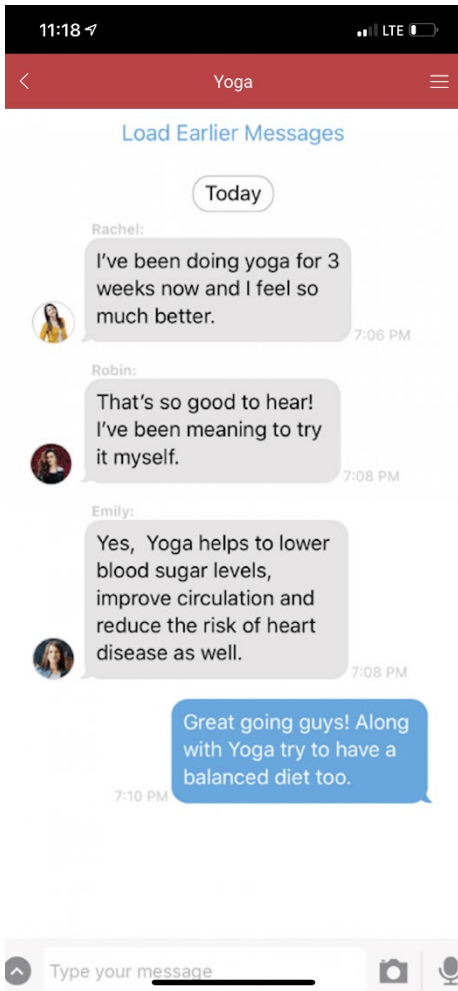 11:18
LTE
Yoga
Load Earlier Messages
Today
Rachel:
I've been doing yoga for 3
weeks now and I feel so
much better.
7:06 PM
Robin:
That's so good to hear!
I've been meaning to try
it myself.
7:08 PM
Emily:
Yes,  Yoga helps to lower
blood sugar levels,
improve circulation and
reduce the risk of heart
disease as well.
7:08 PM
Great going guys! Along
with Yoga try to have a
balanced diet too.
7:10 PM
Type your message